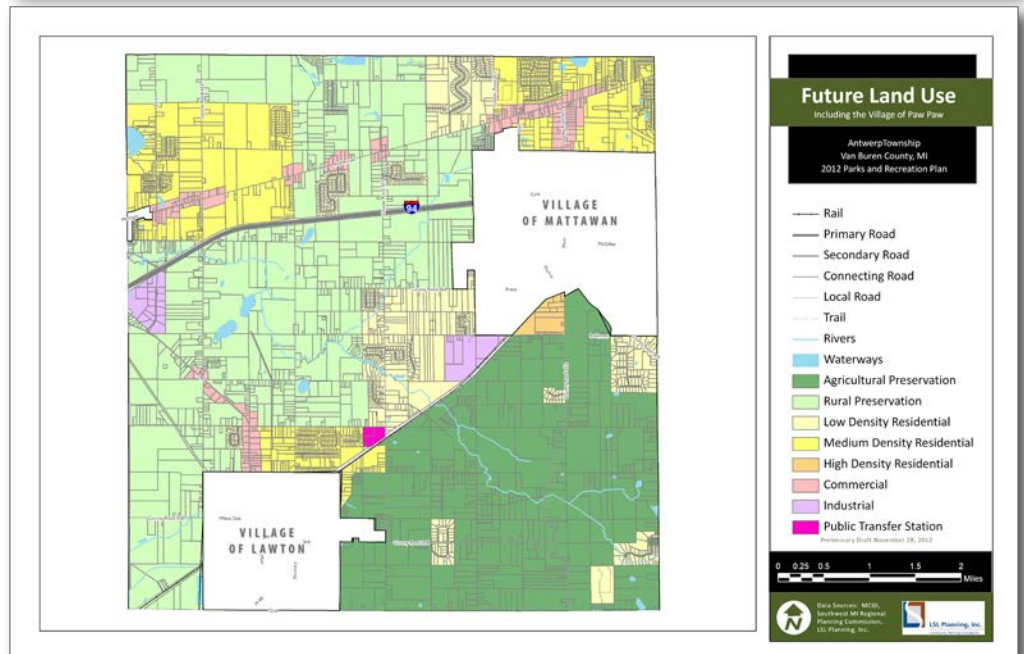 94
VILLAGE
OF MATTAWAN
VILLAGE
OF LAWTON
Future Land Use
Including the Village of Paw Paw
AntwerpTownship
Van Buren County, MI
2012 Parks and Recreation Plan
Rail
Primary Road
Secondary Road
Connecting Road
Local Road
Trail
Rivers
Waterways
Agricultural Preservation
Rural Preservation
Low Density Residential
Medium Density Residential
High Density Residential
Commercial
Industrial
Public Transfer Station
Preliminary Draft November 28, 2012
0 0.25 0.5 1 1.5 2
Miles
N
Data Sources: MCGI,
Southwest MI Regional
Planning Commission,
LSL Planning, Inc.
LSL Planning, Inc.